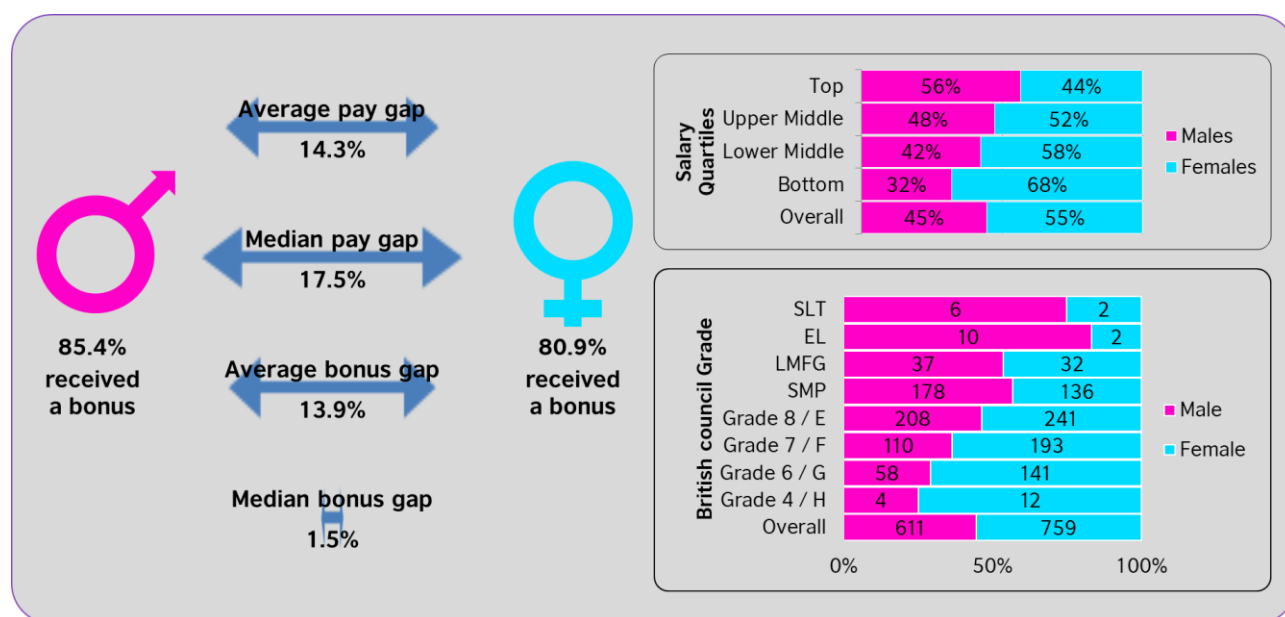 Average pay gap
14.3%
Median pay gap
17.5%
85.4%
received
a bonus
Average bonus gap
13.9%
80.9%
received
a bonus
Median bonus gap
1.5%
Salary
Quartiles
Top 56% 44%
Upper Middle 48% 52%
Lower Middle 42% 58%
Bottom 32% 68%
Overall 45% 55%
Males
Females
British council Grade
SLT 6 2
EL 10 2
LMFG 37 32
SMP 178 136
Grade 8 / E 208 241
Grade 7 / F 110 193
Grade 6 / G 58 141
Grade 4 / H 4 12
Overall 611 759
0% 50% 100%
Male
Female